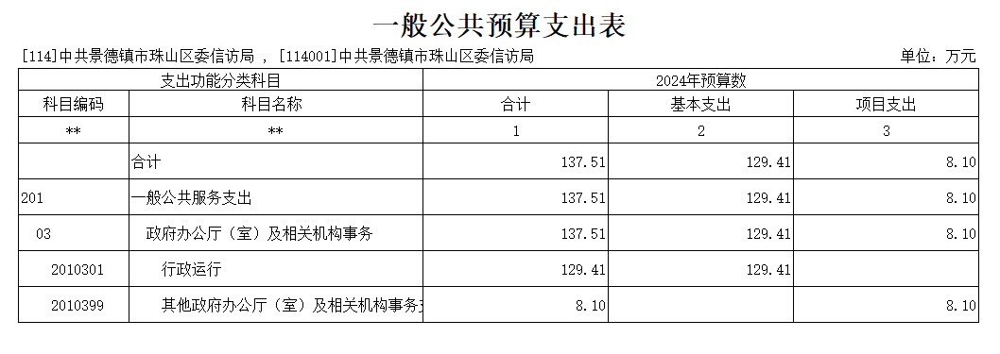 一般公共预算支出表
[114]中共景德镇市珠山区委信访局 , [114001]中共景德镇市珠山区委信访局 单位：万元
支出功能分类科目 2024年预算数
科目编码 科目名称 合计 基本支出 项目支出
** ** 1 2 3
合计 137.51 129.41 8.10
201 一般公共服务支出 137.51 129.41 8.10
03 政府办公厅（室）及相关机构事务 137.51 129.41 8.10
2010301 行政运行 129.41 129.41
2010399 其他政府办公厅（室）及相关机构事务 8.10 8.10